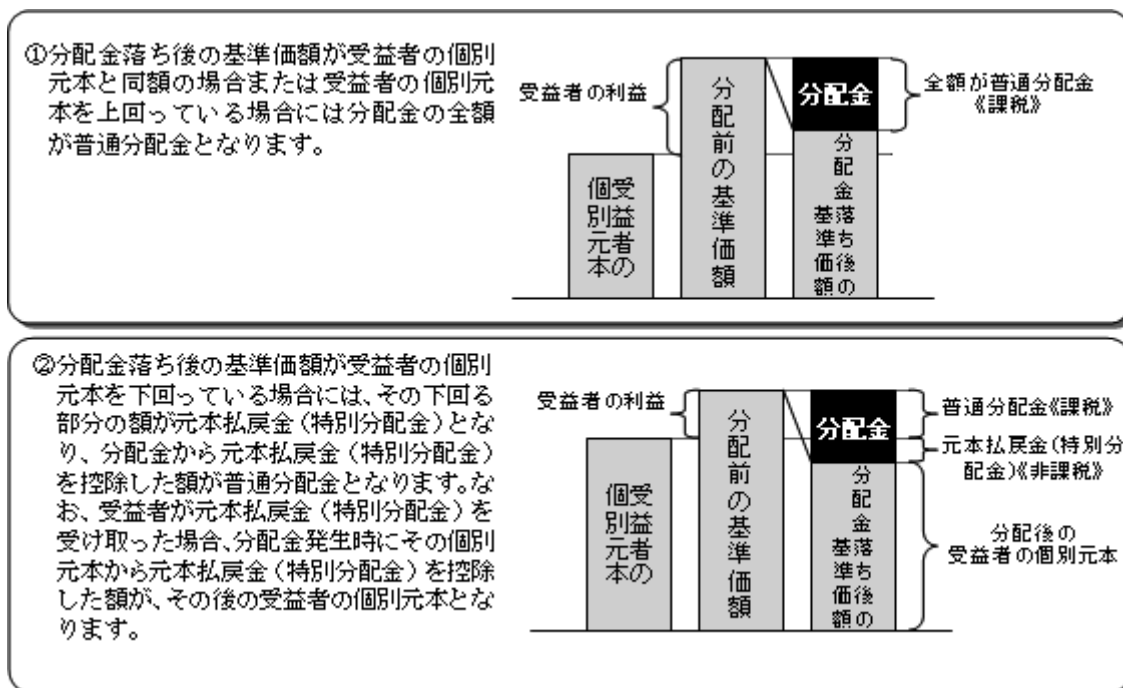 ①分配金落ち後の基準価額が受益者の個別
元本と同額の場合または受益者の個別元
本を上回っている場合には分配金の全額
が普通分配金となります。
受益者の利益
受益者の
個別元本
分配前の基準価額
分配金
分配金落ち後の
基準価額
全額が普通分配金
《課税》
②分配金落ち後の基準価額が受益者の個別
元本を下回っている場合には、その下回る
部分の額が元本払戻金(特別分配金)とな
り、分配金から元本払戻金(特別分配金)
を控除した額が普通分配金となります。な
お、受益者が元本払戻金(特別分配金)を
受け取った場合、分配金発生時にその個別
元本から元本払戻金(特別分配金)を控除
した額が、その後の受益者の個別元本とな
ります。
受益者の利益
受益者の
個別元本
分配前の基準価額
分配金
分配金落ち後の
基準価額
普通分配金《課税》
元本払戻金(特別分
配金)《非課税》
分配後の
受益者の個別元本